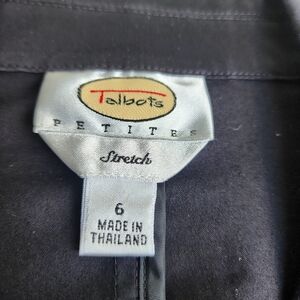 Talbots
PETITES
Stretch
6
MADE IN
THAILAND